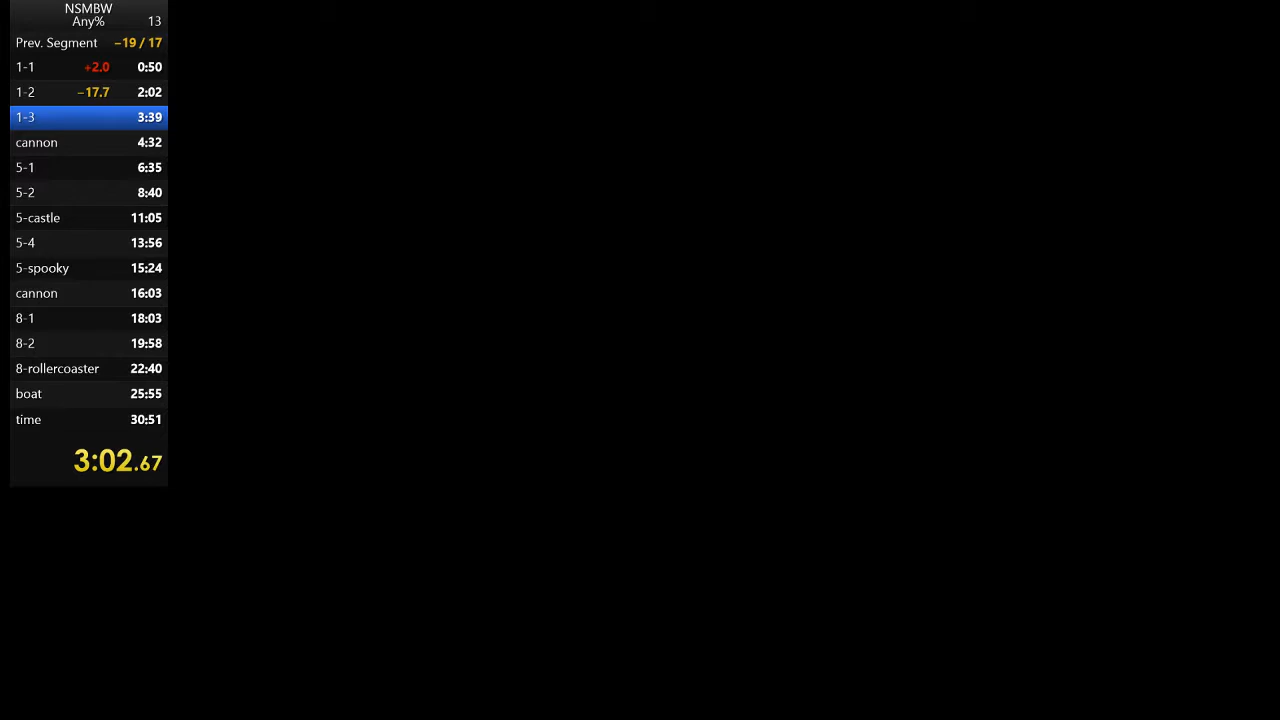 NSMBW
Any% 13
Prev. Segment −19 / 17
1-1 +2.0 0:50
1-2 −17.7 2:02
1-3 3:39
cannon 4:32
5-1 6:35
5-2 8:40
5-castle 11:05
5-4 13:56
5-spooky 15:24
cannon 16:03
8-1 18:03
8-2 19:58
8-rollercoaster 22:40
boat 25:55
time 30:51
3:02.67